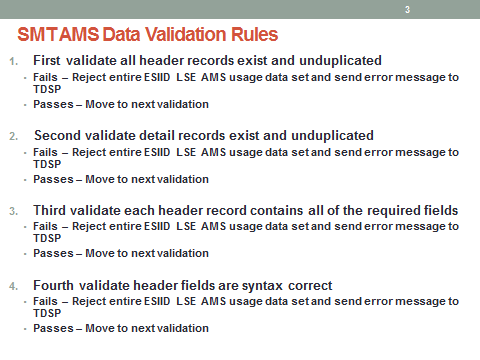 3
SMT AMS Data Validation Rules
1. First validate all header records exist and unduplicated
• Fails – Reject entire ESIID LSE AMS usage data set and send error message to
TDSP
• Passes – Move to next validation
2. Second validate detail records exist and unduplicated
• Fails – Reject entire ESIID LSE AMS usage data set and send error message to
TDSP
• Passes – Move to next validation
3. Third validate each header record contains all of the required fields
• Fails – Reject entire ESIID LSE AMS usage data set and send error message to
TDSP
• Passes – Move to next validation
4. Fourth validate header fields are syntax correct
• Fails – Reject entire ESIID LSE AMS usage data set and send error message to
TDSP
• Passes – Move to next validation